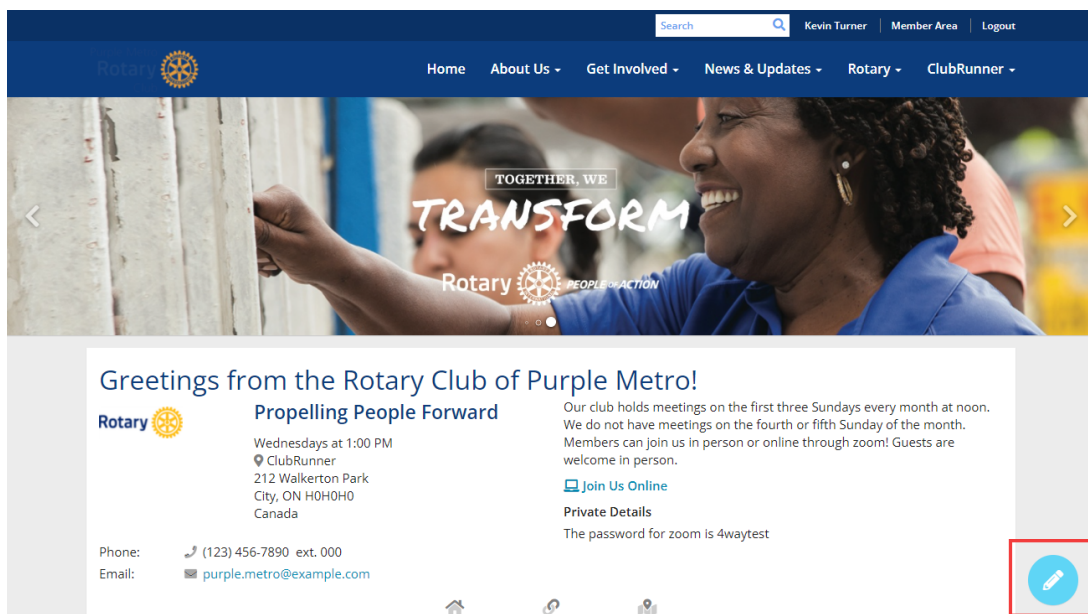 Search
Kevin Turner
Member Area
Logout
Rotary
Home
About Us
Get Involved
News & Updates
Rotary
ClubRunner
TOGETHER, WE
TRANSFORM
Rotary
PEOPLE OF ACTION
Greetings from the Rotary Club of Purple Metro!
Rotary
Propelling People Forward
Wednesdays at 1:00 PM
ClubRunner
212 Walkerton Park
City, ON H0H0H0
Canada
Phone: (123) 456-7890 ext. 000
Email: purple.metro@example.com
Our club holds meetings on the first three Sundays every month at noon.
We do not have meetings on the fourth or fifth Sunday of the month.
Members can join us in person or online through zoom! Guests are
welcome in person.
Join Us Online
Private Details
The password for zoom is 4waytest